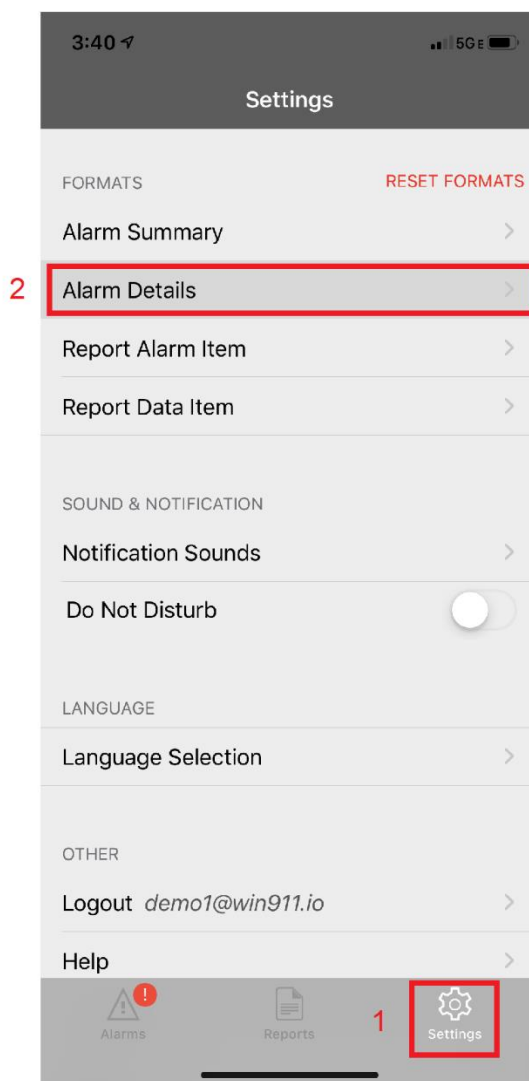 3:40 5GE
Settings
FORMATS RESET FORMATS
Alarm Summary
2 Alarm Details
Report Alarm Item
Report Data Item
SOUND & NOTIFICATION
Notification Sounds
Do Not Disturb
LANGUAGE
Language Selection
OTHER
Logout demo1@win911.io
Help
!
Alarms Reports 1 Settings